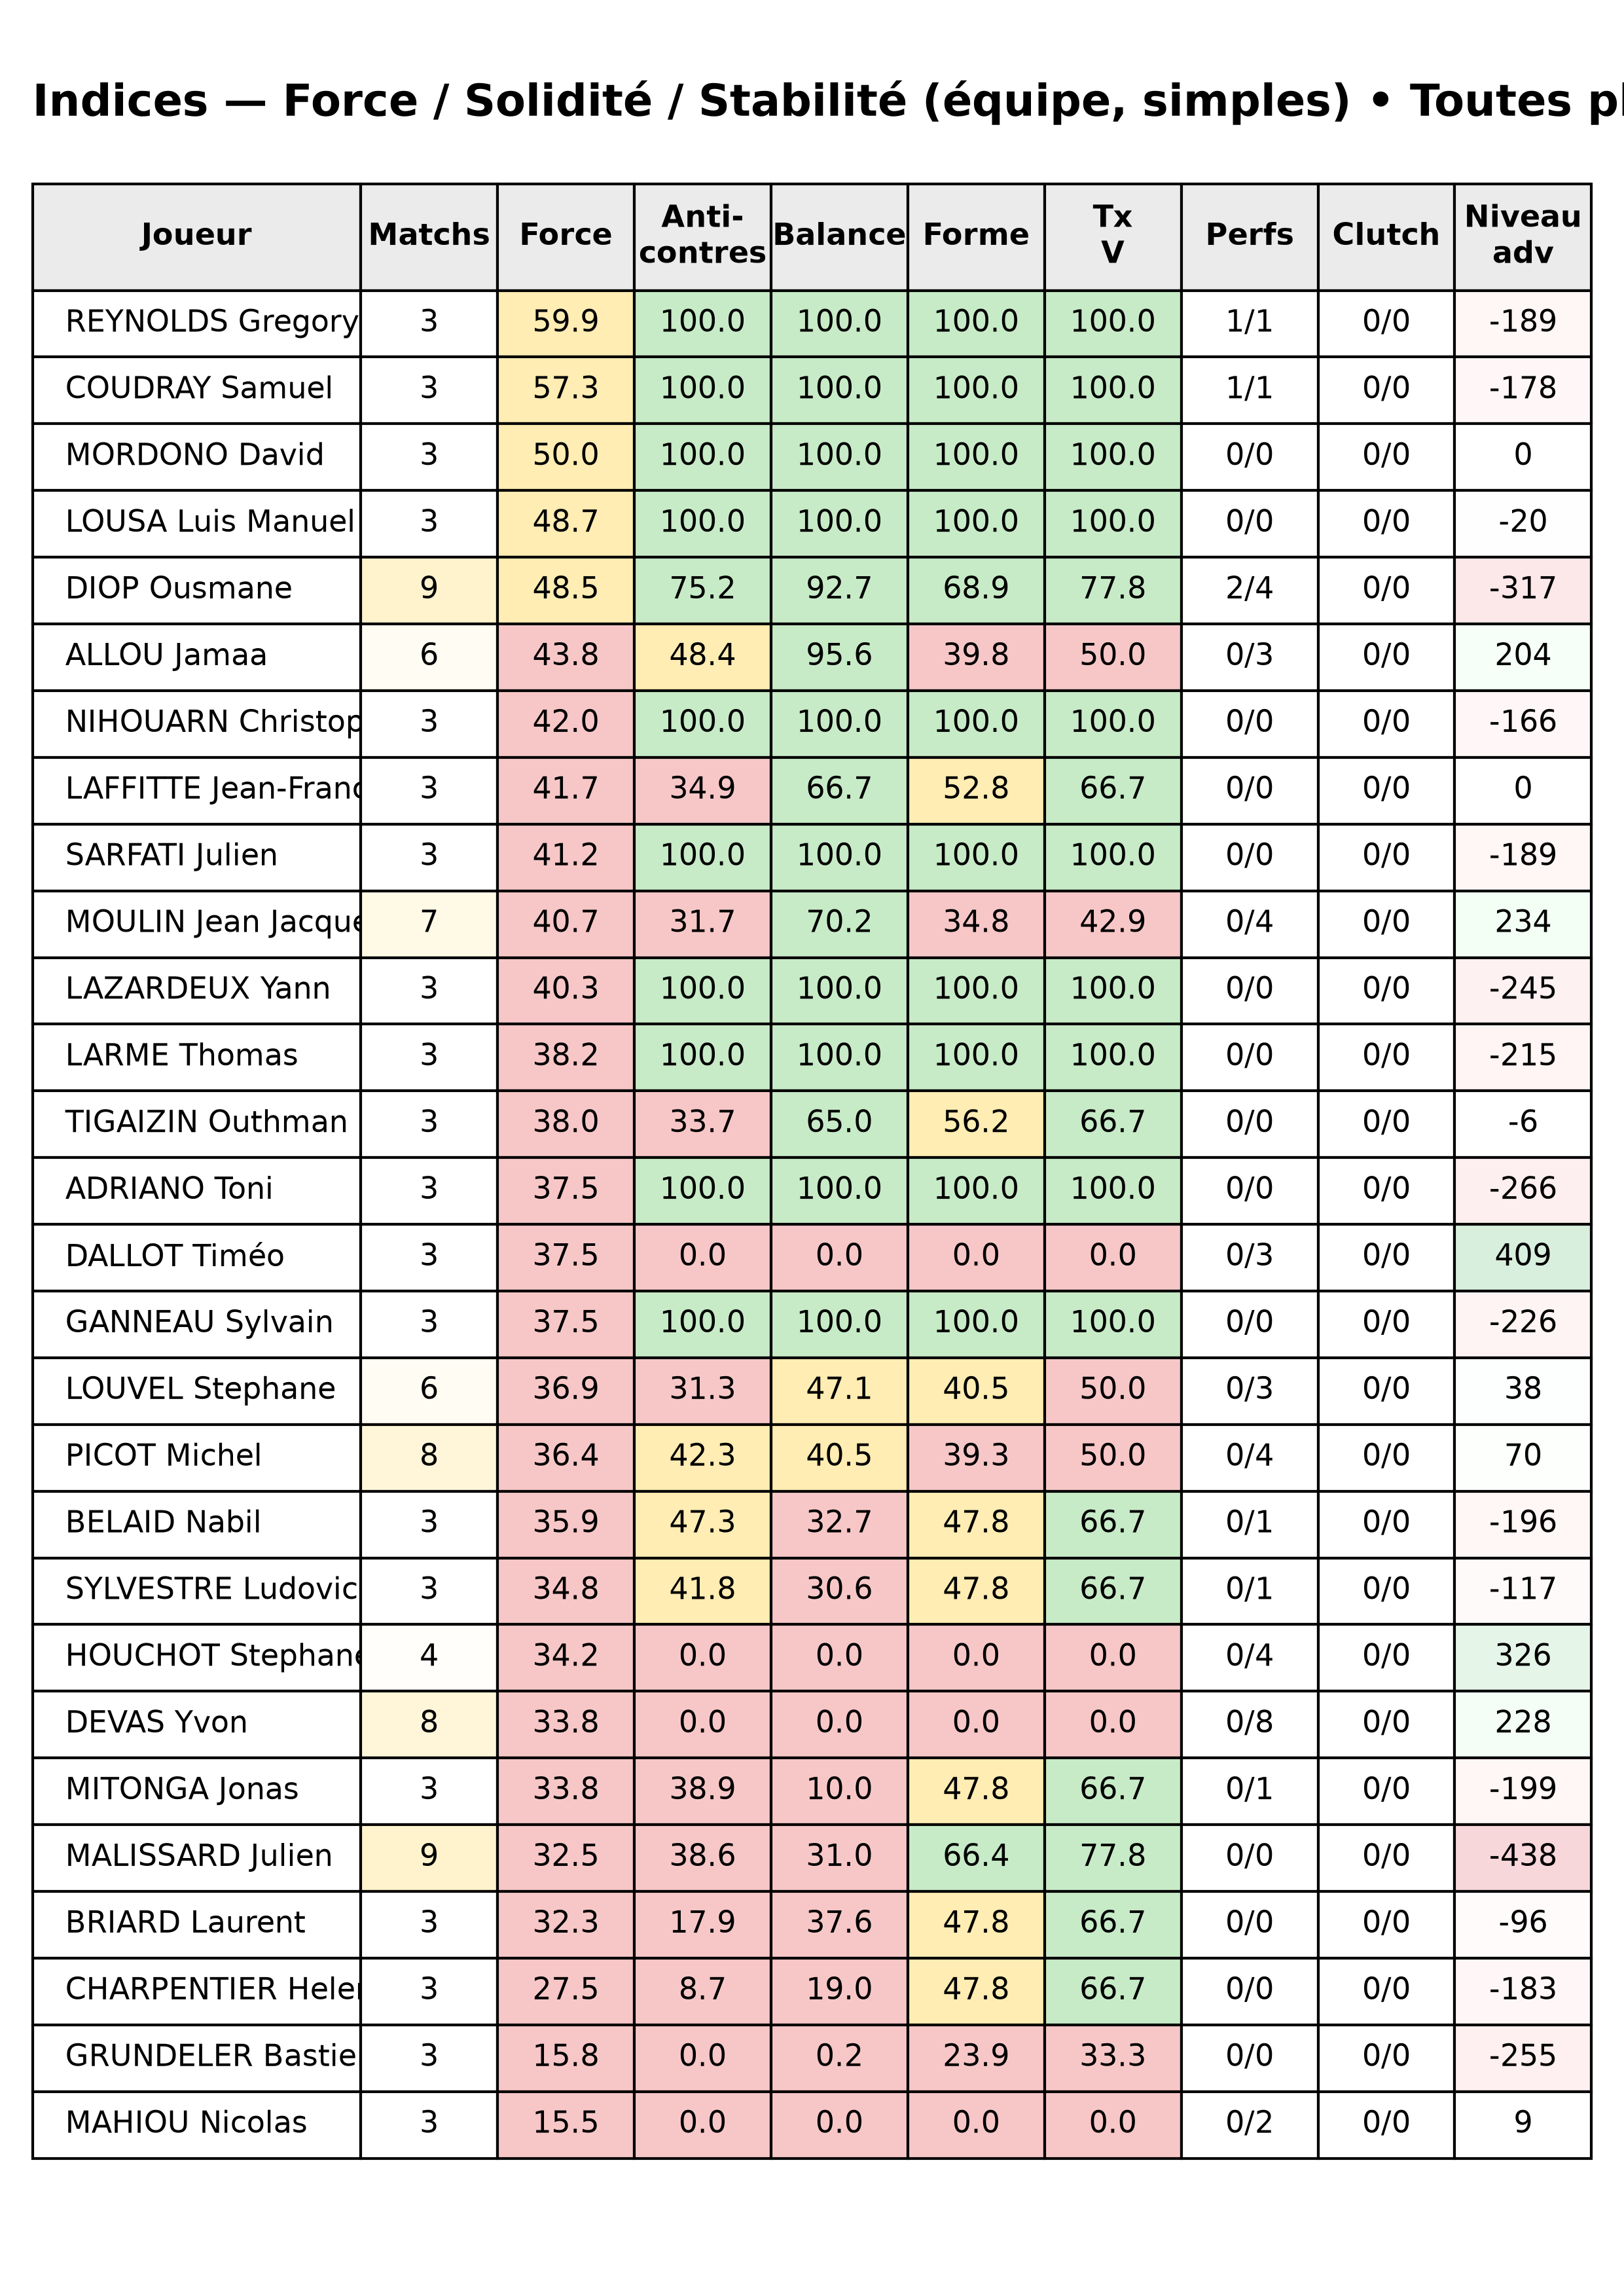 Indices — Force / Solidité / Stabilité (équipe, simples) • Toutes pl
Joueur Matchs Force Anti-contres Balance Forme Tx V Perfs Clutch Niveau adv
REYNOLDS Gregory 3 59.9 100.0 100.0 100.0 100.0 1/1 0/0 -189
COUDRAY Samuel 3 57.3 100.0 100.0 100.0 100.0 1/1 0/0 -178
MORDONO David 3 50.0 100.0 100.0 100.0 100.0 0/0 0/0 0
LOUSA Luis Manuel 3 48.7 100.0 100.0 100.0 100.0 0/0 0/0 -20
DIOP Ousmane 9 48.5 75.2 92.7 68.9 77.8 2/4 0/0 -317
ALLOU Jamaa 6 43.8 48.4 95.6 39.8 50.0 0/3 0/0 204
NIHOUARN Christop 3 42.0 100.0 100.0 100.0 100.0 0/0 0/0 -166
LAFFITTE Jean-Franc 3 41.7 34.9 66.7 52.8 66.7 0/0 0/0 0
SARFATI Julien 3 41.2 100.0 100.0 100.0 100.0 0/0 0/0 -189
MOULIN Jean Jacque 7 40.7 31.7 70.2 34.8 42.9 0/4 0/0 234
LAZARDEUX Yann 3 40.3 100.0 100.0 100.0 100.0 0/0 0/0 -245
LARME Thomas 3 38.2 100.0 100.0 100.0 100.0 0/0 0/0 -215
TIGAIZIN Outhman 3 38.0 33.7 65.0 56.2 66.7 0/0 0/0 -6
ADRIANO Toni 3 37.5 100.0 100.0 100.0 100.0 0/0 0/0 -266
DALLOT Timéo 3 37.5 0.0 0.0 0.0 0.0 0/3 0/0 409
GANNEAU Sylvain 3 37.5 100.0 100.0 100.0 100.0 0/0 0/0 -226
LOUVEL Stephane 6 36.9 31.3 47.1 40.5 50.0 0/3 0/0 38
PICOT Michel 8 36.4 42.3 40.5 39.3 50.0 0/4 0/0 70
BELAID Nabil 3 35.9 47.3 32.7 47.8 66.7 0/1 0/0 -196
SYLVESTRE Ludovic 3 34.8 41.8 30.6 47.8 66.7 0/1 0/0 -117
HOUCHOT Stephane 4 34.2 0.0 0.0 0.0 0.0 0/4 0/0 326
DEVAS Yvon 8 33.8 0.0 0.0 0.0 0.0 0/8 0/0 228
MITONGA Jonas 3 33.8 38.9 10.0 47.8 66.7 0/1 0/0 -199
MALISSARD Julien 9 32.5 38.6 31.0 66.4 77.8 0/0 0/0 -438
BRIARD Laurent 3 32.3 17.9 37.6 47.8 66.7 0/0 0/0 -96
CHARPENTIER Helen 3 27.5 8.7 19.0 47.8 66.7 0/0 0/0 -183
GRUNDELER Bastie 3 15.8 0.0 0.2 23.9 33.3 0/0 0/0 -255
MAHIOU Nicolas 3 15.5 0.0 0.0 0.0 0.0 0/2 0/0 9